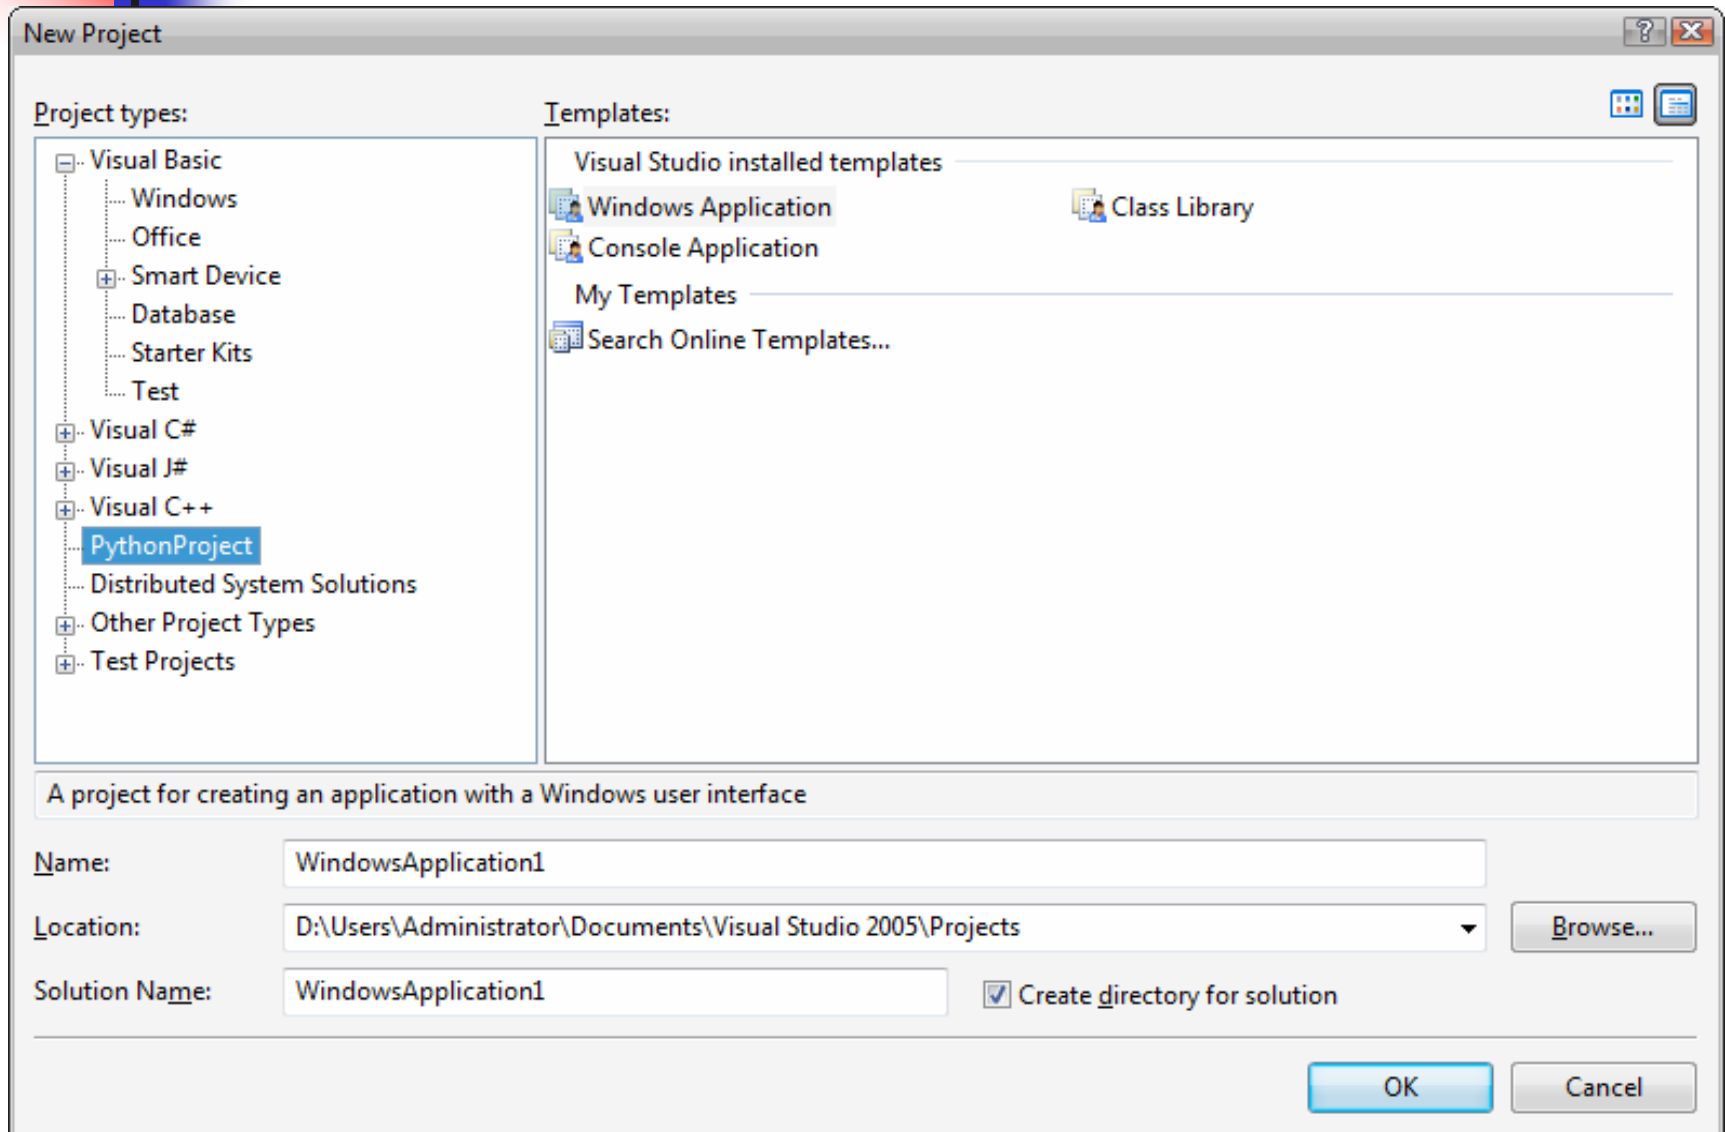 New Project
Project types:
Templates:
Visual Basic
Windows
Office
Smart Device
Database
Starter Kits
Test
Visual C#
Visual J#
Visual C++
PythonProject
Distributed System Solutions
Other Project Types
Test Projects
Visual Studio installed templates
Windows Application
Class Library
Console Application
My Templates
Search Online Templates...
A project for creating an application with a Windows user interface
Name:
WindowsApplication1
Location:
D:\Users\Administrator\Documents\Visual Studio 2005\Projects
Browse...
Solution Name:
WindowsApplication1
Create directory for solution
OK
Cancel